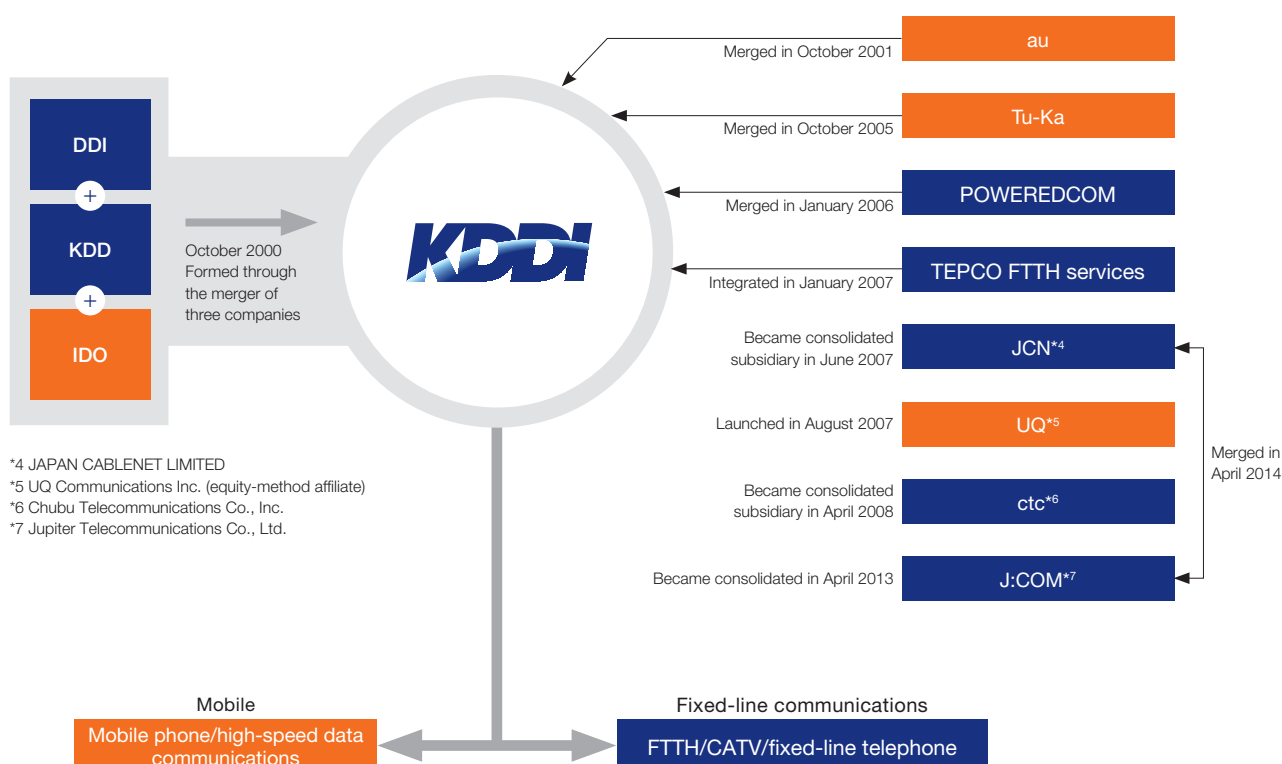 DDI
+
KDD
+
IDO
October 2000
Formed through
the merger of
three companies
KDDI
Merged in October 2001
au
Merged in October 2005
Tu-Ka
Merged in January 2006
POWEREDCOM
Integrated in January 2007
TEPCO FTTH services
Became consolidated
subsidiary in June 2007
JCN*4
Launched in August 2007
UQ*5
Became consolidated
subsidiary in April 2008
ctc*6
Became consolidated in April 2013
J:COM*7
Merged in
April 2014
*4 JAPAN CABLENET LIMITED
*5 UQ Communications Inc. (equity-method affiliate)
*6 Chubu Telecommunications Co., Inc.
*7 Jupiter Telecommunications Co., Ltd.
Mobile
Mobile phone/high-speed data
communications
Fixed-line communications
FTTH/CATV/fixed-line telephone